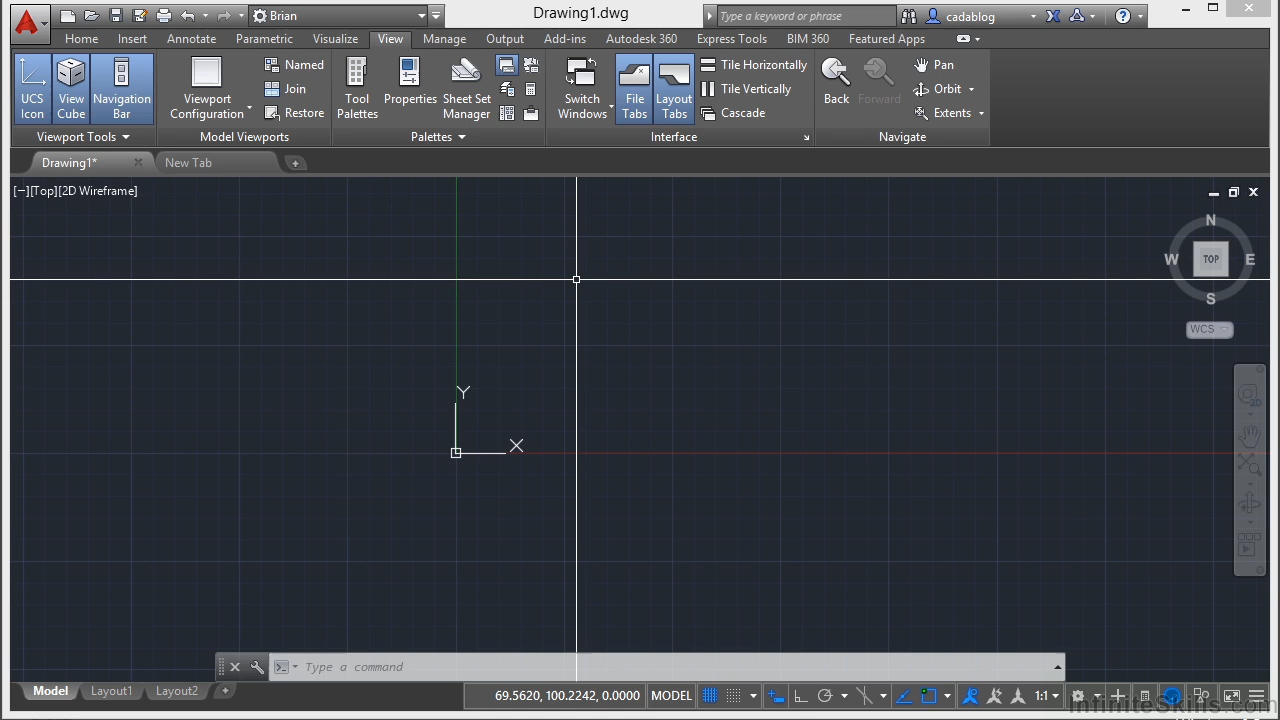 Brian
Drawing1.dwg
Type a keyword or phrase
cadablog
Home Insert Annotate Parametric Visualize View Manage Output Add-ins Autodesk 360 Express Tools BIM 360 Featured Apps
UCS Icon
View Cube
Navigation Bar
Viewport Configuration
Named
Join
Restore
Tool Palettes
Properties
Sheet Set Manager
Switch Windows
File Tabs
Layout Tabs
Tile Horizontally
Tile Vertically
Cascade
Back
Forward
Pan
Orbit
Extents
Viewport Tools Model Viewports Palettes Interface Navigate
Drawing1* New Tab
[−][Top][2D Wireframe]
N
W TOP E
S
WCS
2D
Y
X
Type a command
Model Layout1 Layout2
69.5620, 100.2242, 0.0000 MODEL 1:1
InfiniteSkills.com